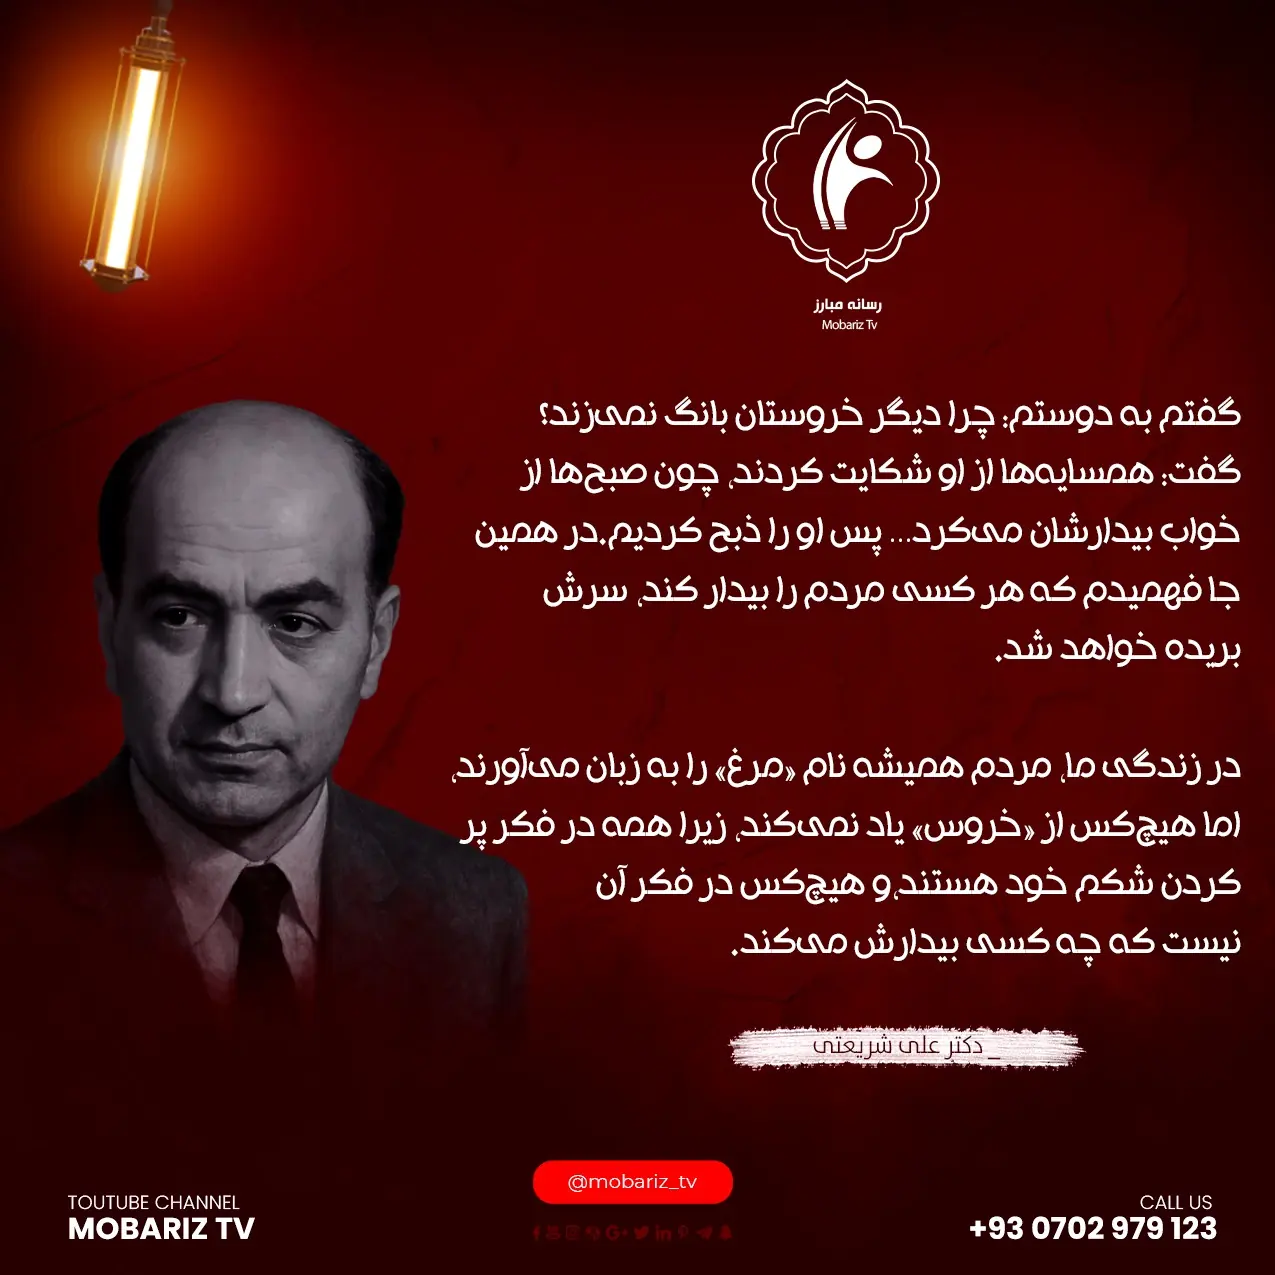 رسانه مبارز
Mobariz Tv
گفتم به دوستم: چرا دیگر خروستان بانگ نمی‌زند؟
گفت: همسایه‌ها از او شکایت کردند، چون صبح‌ها از
خواب بیدارشان می‌کرد... پس او را ذبح کردیم.در همین
جا فهمیدم که هر کسی مردم را بیدار کند، سرش
بریده خواهد شد.
در زندگی ما، مردم همیشه نام «مرغ» را به زبان می‌آورند،
اما هیچ‌کس از «خروس» یاد نمی‌کند، زیرا همه در فکر پر
کردن شکم خود هستند،و هیچ‌کس در فکر آن
نیست که چه کسی بیدارش می‌کند.
_ دکتر علی شریعتی
@mobariz_tv
TOUTUBE CHANNEL
MOBARIZ TV
CALL US
+93 0702 979 123